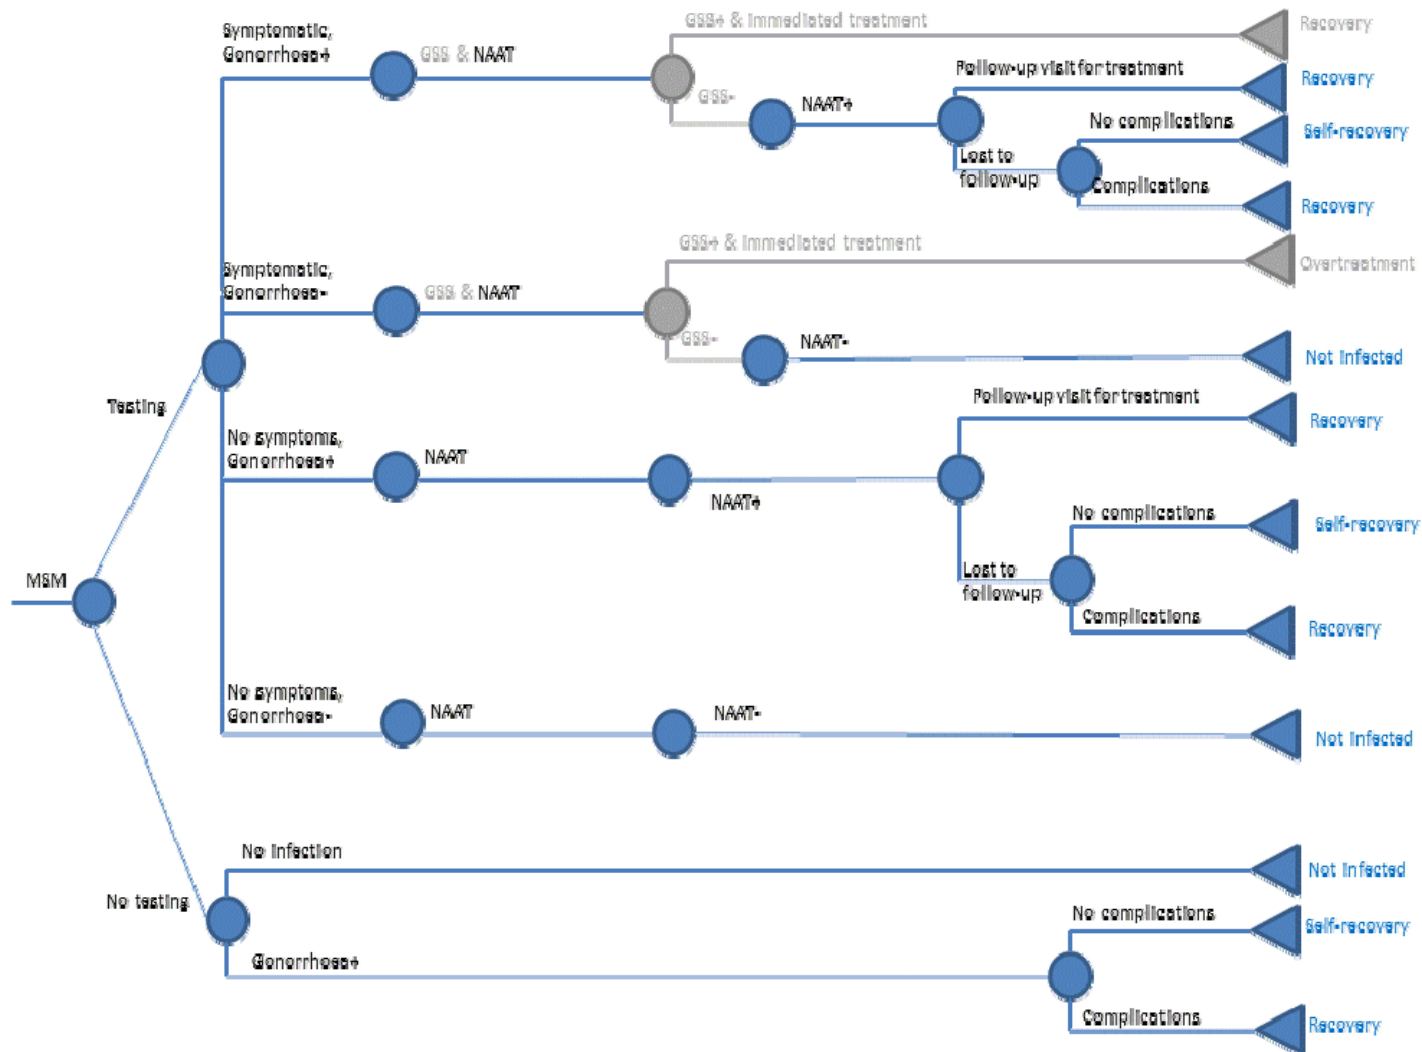 GSS+ & Immediated treatment
Recovery
Symptomatic,
Gonorrhoea+
GSS & NAAT
Follow-up visit for treatment
Recovery
GSS-
NAAT+
No complications
Self-recovery
Lost to
follow-up
Complications
Recovery
GSS+ & Immediated treatment
Overtreatment
Symptomatic,
Gonorrhoea-
GSS & NAAT
GSS-
NAAT-
Not Infected
Testing
Follow-up visit for treatment
Recovery
No symptoms,
Gonorrhoea+
NAAT
NAAT+
No complications
Self-recovery
MSM
Lost to
follow-up
Complications
Recovery
No symptoms,
Gonorrhoea-
NAAT
NAAT-
Not Infected
No infection
Not Infected
No testing
No complications
Self-recovery
Gonorrhoea+
Complications
Recovery